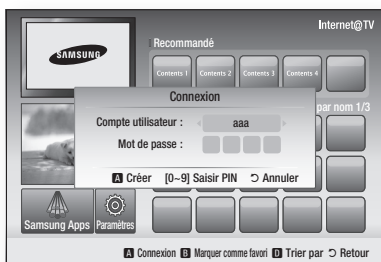 Internet@TV
SAMSUNG
Recommandé
Contents 1 Contents 2 Contents 3 Contents 4
Connexion
par nom 1/3
Compte utilisateur : aaa
Mot de passe :
A Créer [0~9] Saisir PIN Annuler
Samsung Apps Paramètres
A Connexion B Marquer comme favori D Trier par Retour